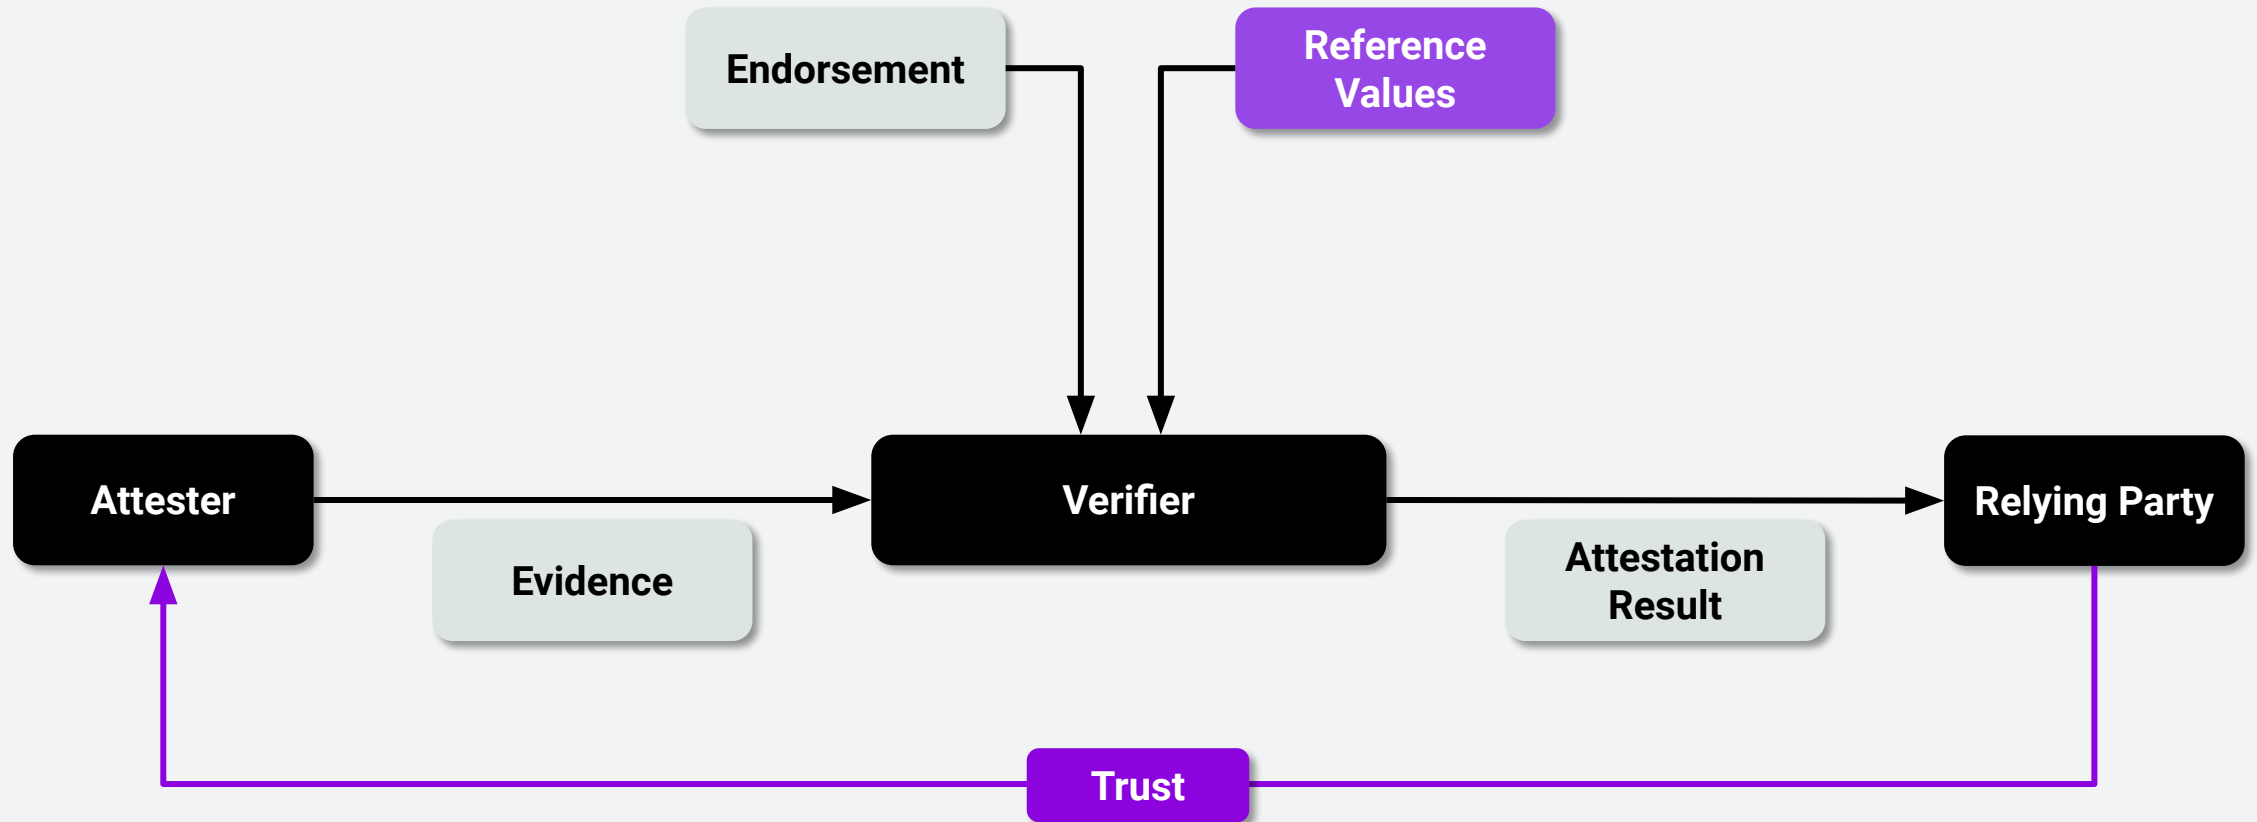 Endorsement
Reference
Values
Attester
Verifier
Relying Party
Evidence
Attestation
Result
Trust